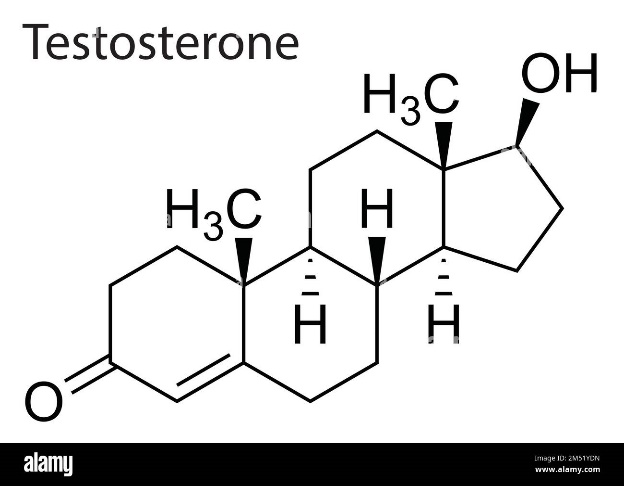 Testosterone
OH
H₃C
H₃C
H
H
H
O
alamy
Image ID: 2M51YDN
www.alamy.com